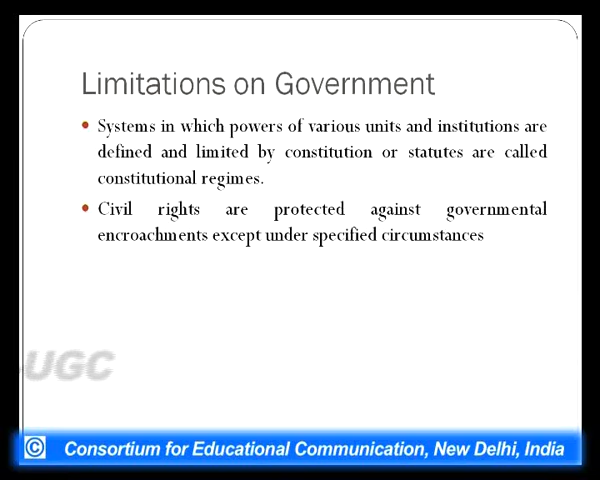 Limitations on Government
• Systems in which powers of various units and institutions are
defined and limited by constitution or statutes are called
constitutional regimes.
• Civil rights are protected against governmental
encroachments except under specified circumstances
UGC
© Consortium for Educational Communication, New Delhi, India